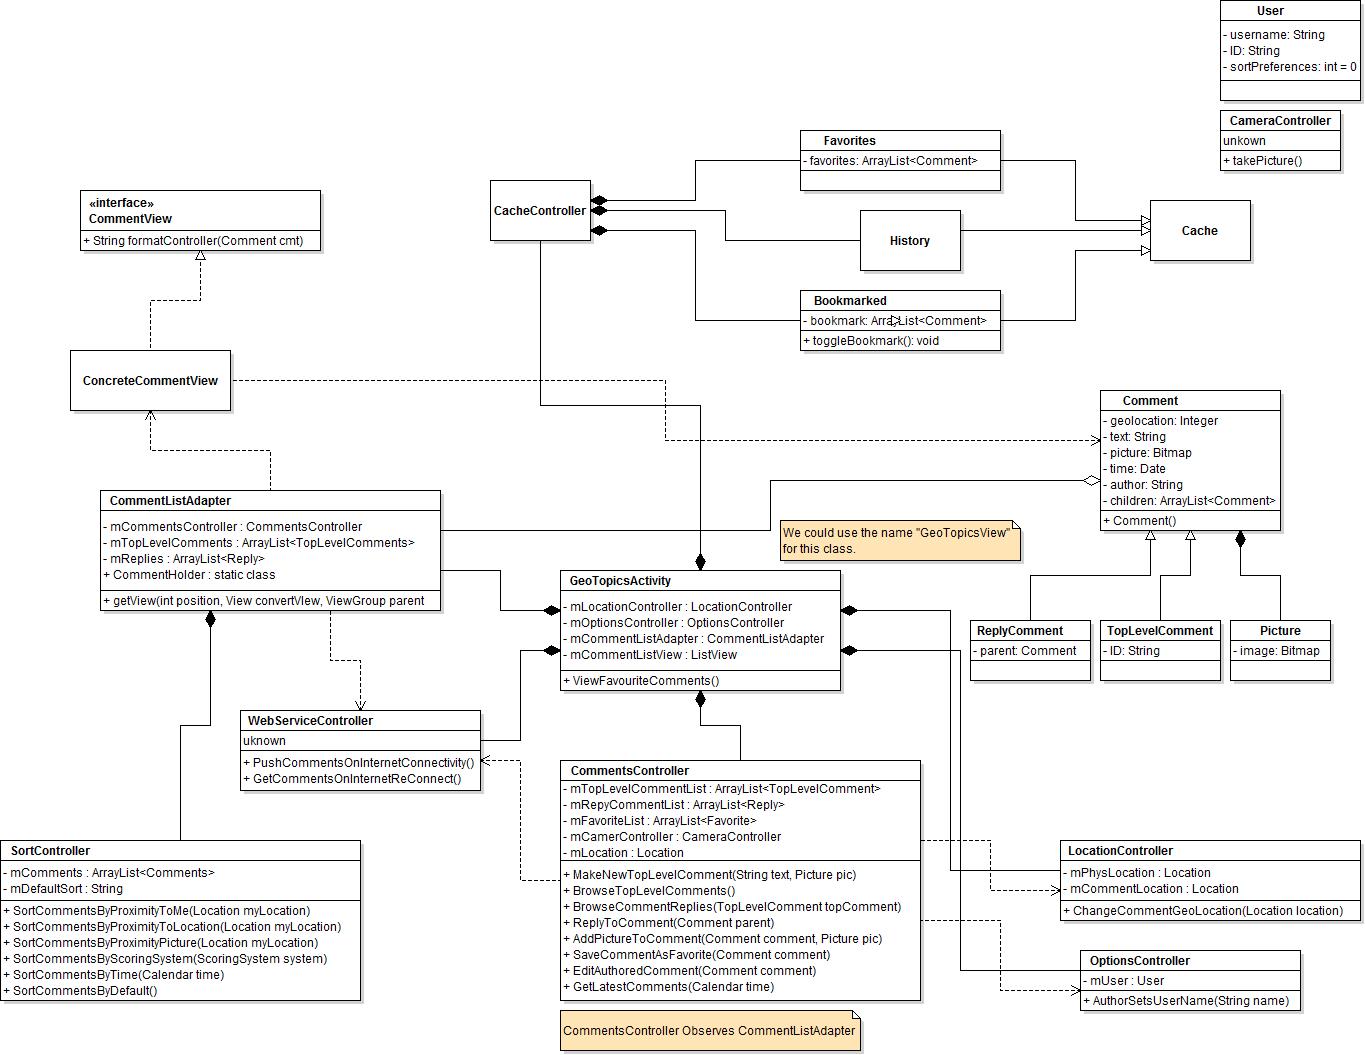 User
- username: String
- ID: String
- sortPreferences: int = 0
CameraController
unkown
+ takePicture()
Favorites
- favorites: ArrayList<Comment>
«interface»
CommentView
+ String formatController(Comment cmt)
CacheController
History
Cache
Bookmarked
- bookmark: ArrayList<Comment>
+ toggleBookmark(): void
ConcreteCommentView
Comment
- geolocation: Integer
- text: String
- picture: Bitmap
- time: Date
- author: String
- children: ArrayList<Comment>
+ Comment()
CommentListAdapter
- mCommentsController : CommentsController
- mTopLevelComments : ArrayList<TopLevelComments>
- mReplies : ArrayList<Reply>
+ CommentHolder : static class
+ getView(int position, View convertView, ViewGroup parent
We could use the name "GeoTopicsView"
for this class.
GeoTopicsActivity
- mLocationController : LocationController
- mOptionsController : OptionsController
- mCommentListAdapter : CommentListAdapter
- mCommentListView : ListView
+ ViewFavouriteComments()
ReplyComment
- parent: Comment
TopLevelComment
- ID: String
Picture
- image: Bitmap
WebServiceController
uknown
+ PushCommentsOnInternetConnectivity()
+ GetCommentsOnInternetReConnect()
CommentsController
- mTopLevelCommentList : ArrayList<TopLevelComment>
- mRepyCommentList : ArrayList<Reply>
- mFavoriteList : ArrayList<Favorite>
- mCamerController : CameraController
- mLocation : Location
+ MakeNewTopLevelComment(String text, Picture pic)
+ BrowseTopLevelComments()
+ BrowseCommentReplies(TopLevelComment topComment)
+ ReplyToComment(Comment parent)
+ AddPictureToComment(Comment comment, Picture pic)
+ SaveCommentAsFavorite(Comment comment)
+ EditAuthoredComment(Comment comment)
+ GetLatestComments(Calendar time)
SortController
- mComments : ArrayList<Comments>
- mDefaultSort : String
+ SortCommentsByProximityToMe(Location myLocation)
+ SortCommentsByProximityToLocation(Location myLocation)
+ SortCommentsByProximityPicture(Location myLocation)
+ SortCommentsByScoringSystem(ScoringSystem system)
+ SortCommentsByTime(Calendar time)
+ SortCommentsByDefault()
LocationController
- mPhysLocation : Location
- mCommentLocation : Location
+ ChangeCommentGeoLocation(Location location)
OptionsController
- mUser : User
+ AuthorSetsUserName(String name)
CommentsController Observes CommentListAdapter